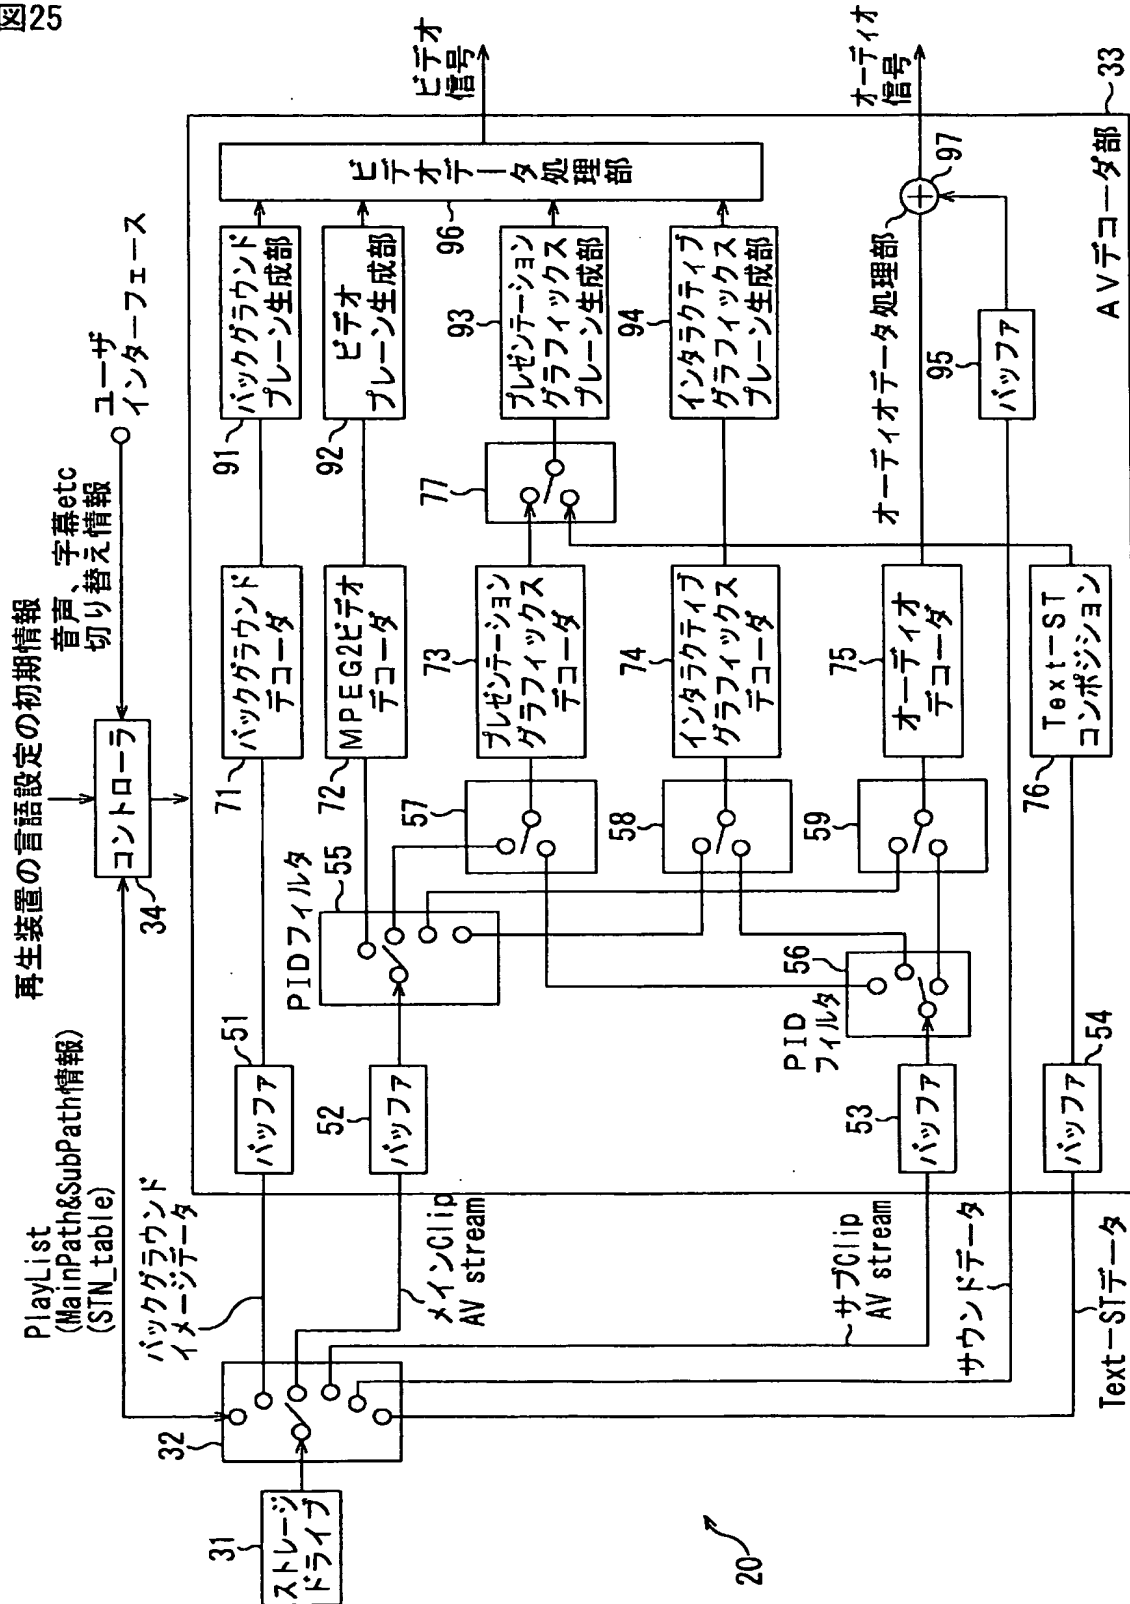 図25
再生装置の言語設定の初期情報
音声、字幕etc
切り替え情報
ユーザ
インターフェース
コントローラ
34
PlayList
(MainPath&SubPath情報)
(STN_table)
31
ストレージ
ドライブ
32
バックグラウンド
イメージデータ
メインClip
AV stream
サブClip
AV stream
サウンドデータ
Text－STデータ
51
バッファ
52
バッファ
53
バッファ
54
バッファ
PIDフィルタ
55
PID
フィルタ
56
57
58
59
71
バックグラウンド
デコーダ
72
MPEG2ビデオ
デコーダ
73
プレゼンテーション
グラフィックス
デコーダ
74
インタラクティブ
グラフィックス
デコーダ
75
オーディオ
デコーダ
76
Text－ST
コンポジション
77
91
バックグラウンド
プレーン生成部
92
ビデオ
プレーン生成部
93
プレゼンテーション
グラフィックス
プレーン生成部
94
インタラクティブ
グラフィックス
プレーン生成部
95
バッファ
96
ビデオデータ処理部
オーディオデータ処理部
97
ビデオ
信号
オーディオ
信号
33
AVデコーダ部
20